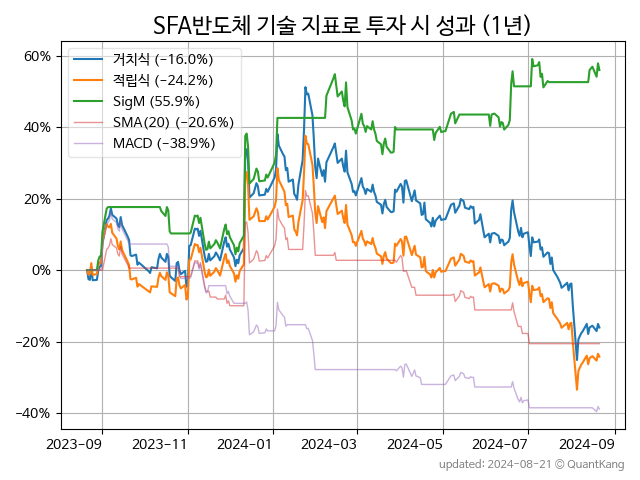 SFA반도체 기술 지표로 투자 시 성과 (1년)
거치식 (−16.0%)
적립식 (−24.2%)
SigM (55.9%)
SMA(20) (−20.6%)
MACD (−38.9%)
60%
40%
20%
0%
−20%
−40%
2023-09
2023-11
2024-01
2024-03
2024-05
2024-07
2024-09
updated: 2024-08-21 © QuantKang